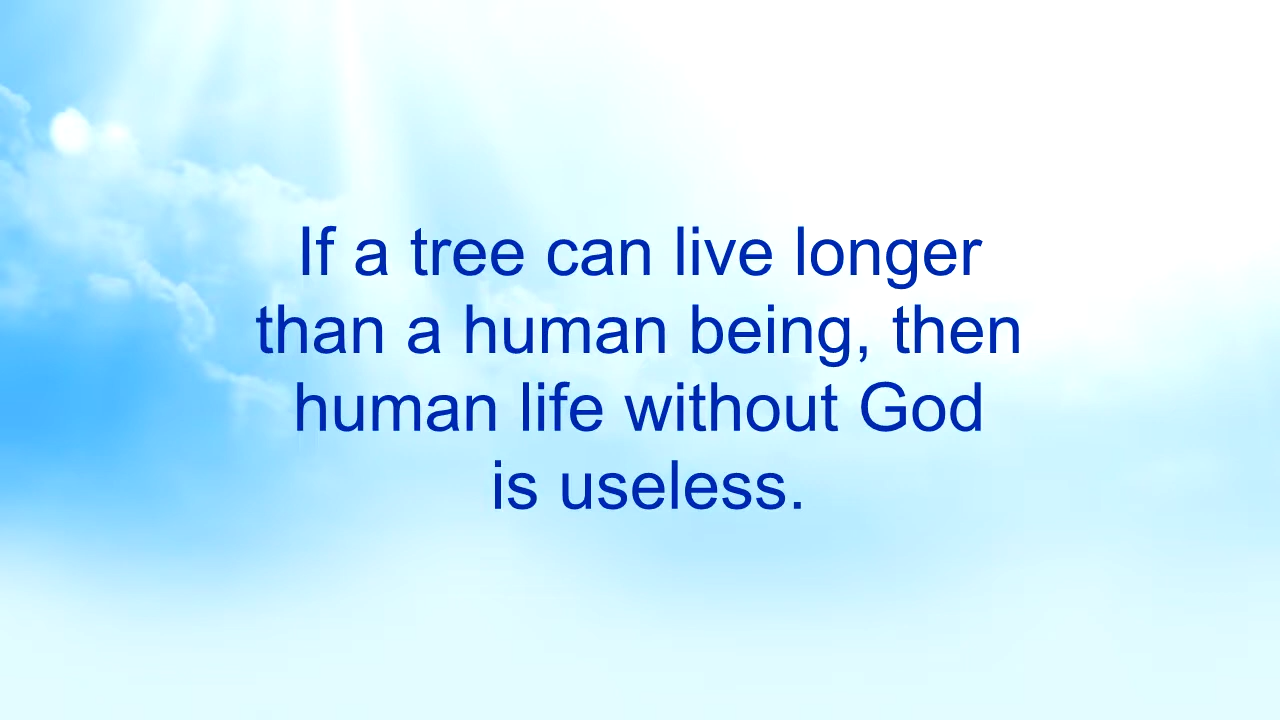 If a tree can live longer
than a human being, then
human life without God
is useless.